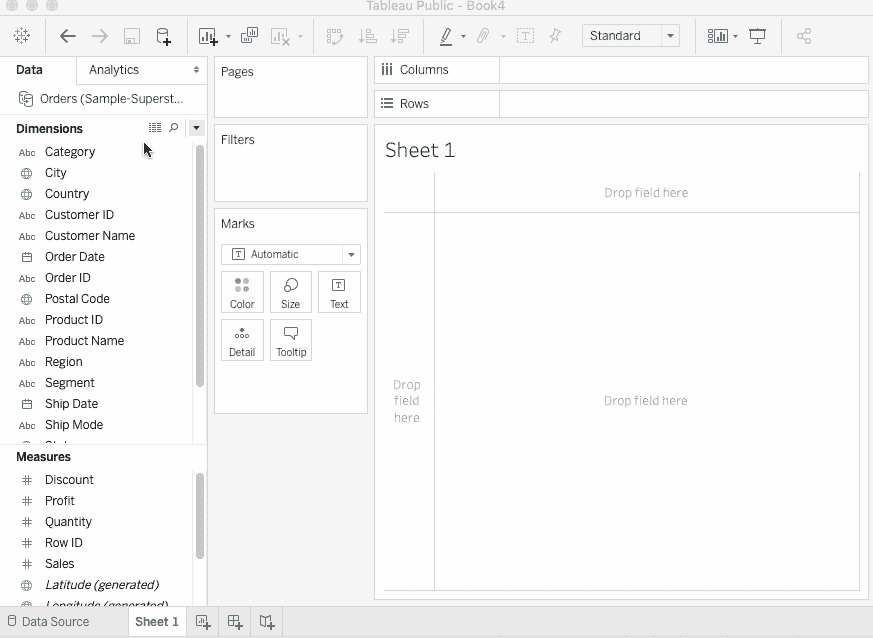 Tableau Public - Book4
Standard
Data
Analytics
Orders (Sample-Superst...
Dimensions
Abc Category
City
Country
Abc Customer ID
Abc Customer Name
Order Date
Abc Order ID
Postal Code
Abc Product ID
Abc Product Name
Abc Region
Abc Segment
Ship Date
Abc Ship Mode
Measures
Discount
Profit
Quantity
Row ID
Sales
Latitude (generated)
Longitude (generated)
Pages
Filters
Marks
T Automatic
Color
Size
T
Text
Detail
Tooltip
Columns
Rows
Sheet 1
Drop field here
Drop
field
here
Drop field here
Data Source
Sheet 1